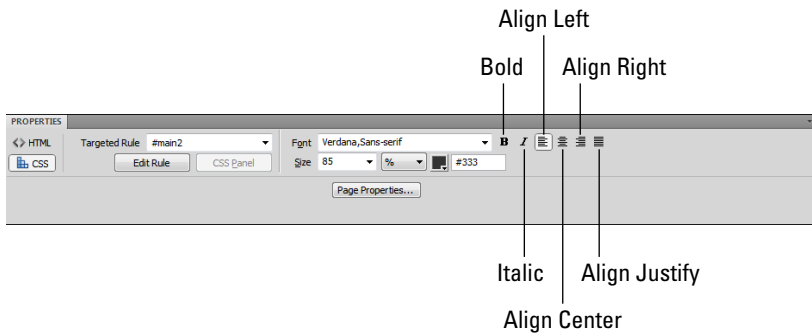 Align Left
Bold Align Right
PROPERTIES
<> HTML Targeted Rule #main2 Font Verdana,Sans-serif B I
CSS Edit Rule CSS Panel Size 85 % #333
Page Properties...
Italic Align Justify
Align Center